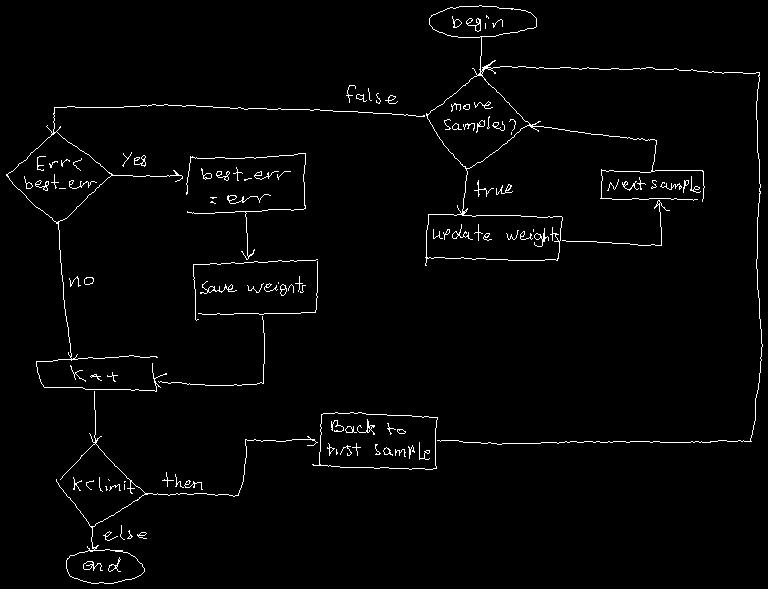 begin
false
more
samples?
Err<
best_err
yes
best_err
= err
true
Next sample
update weights
no
save weights
K++
Back to
first sample
K<limit
then
else
end